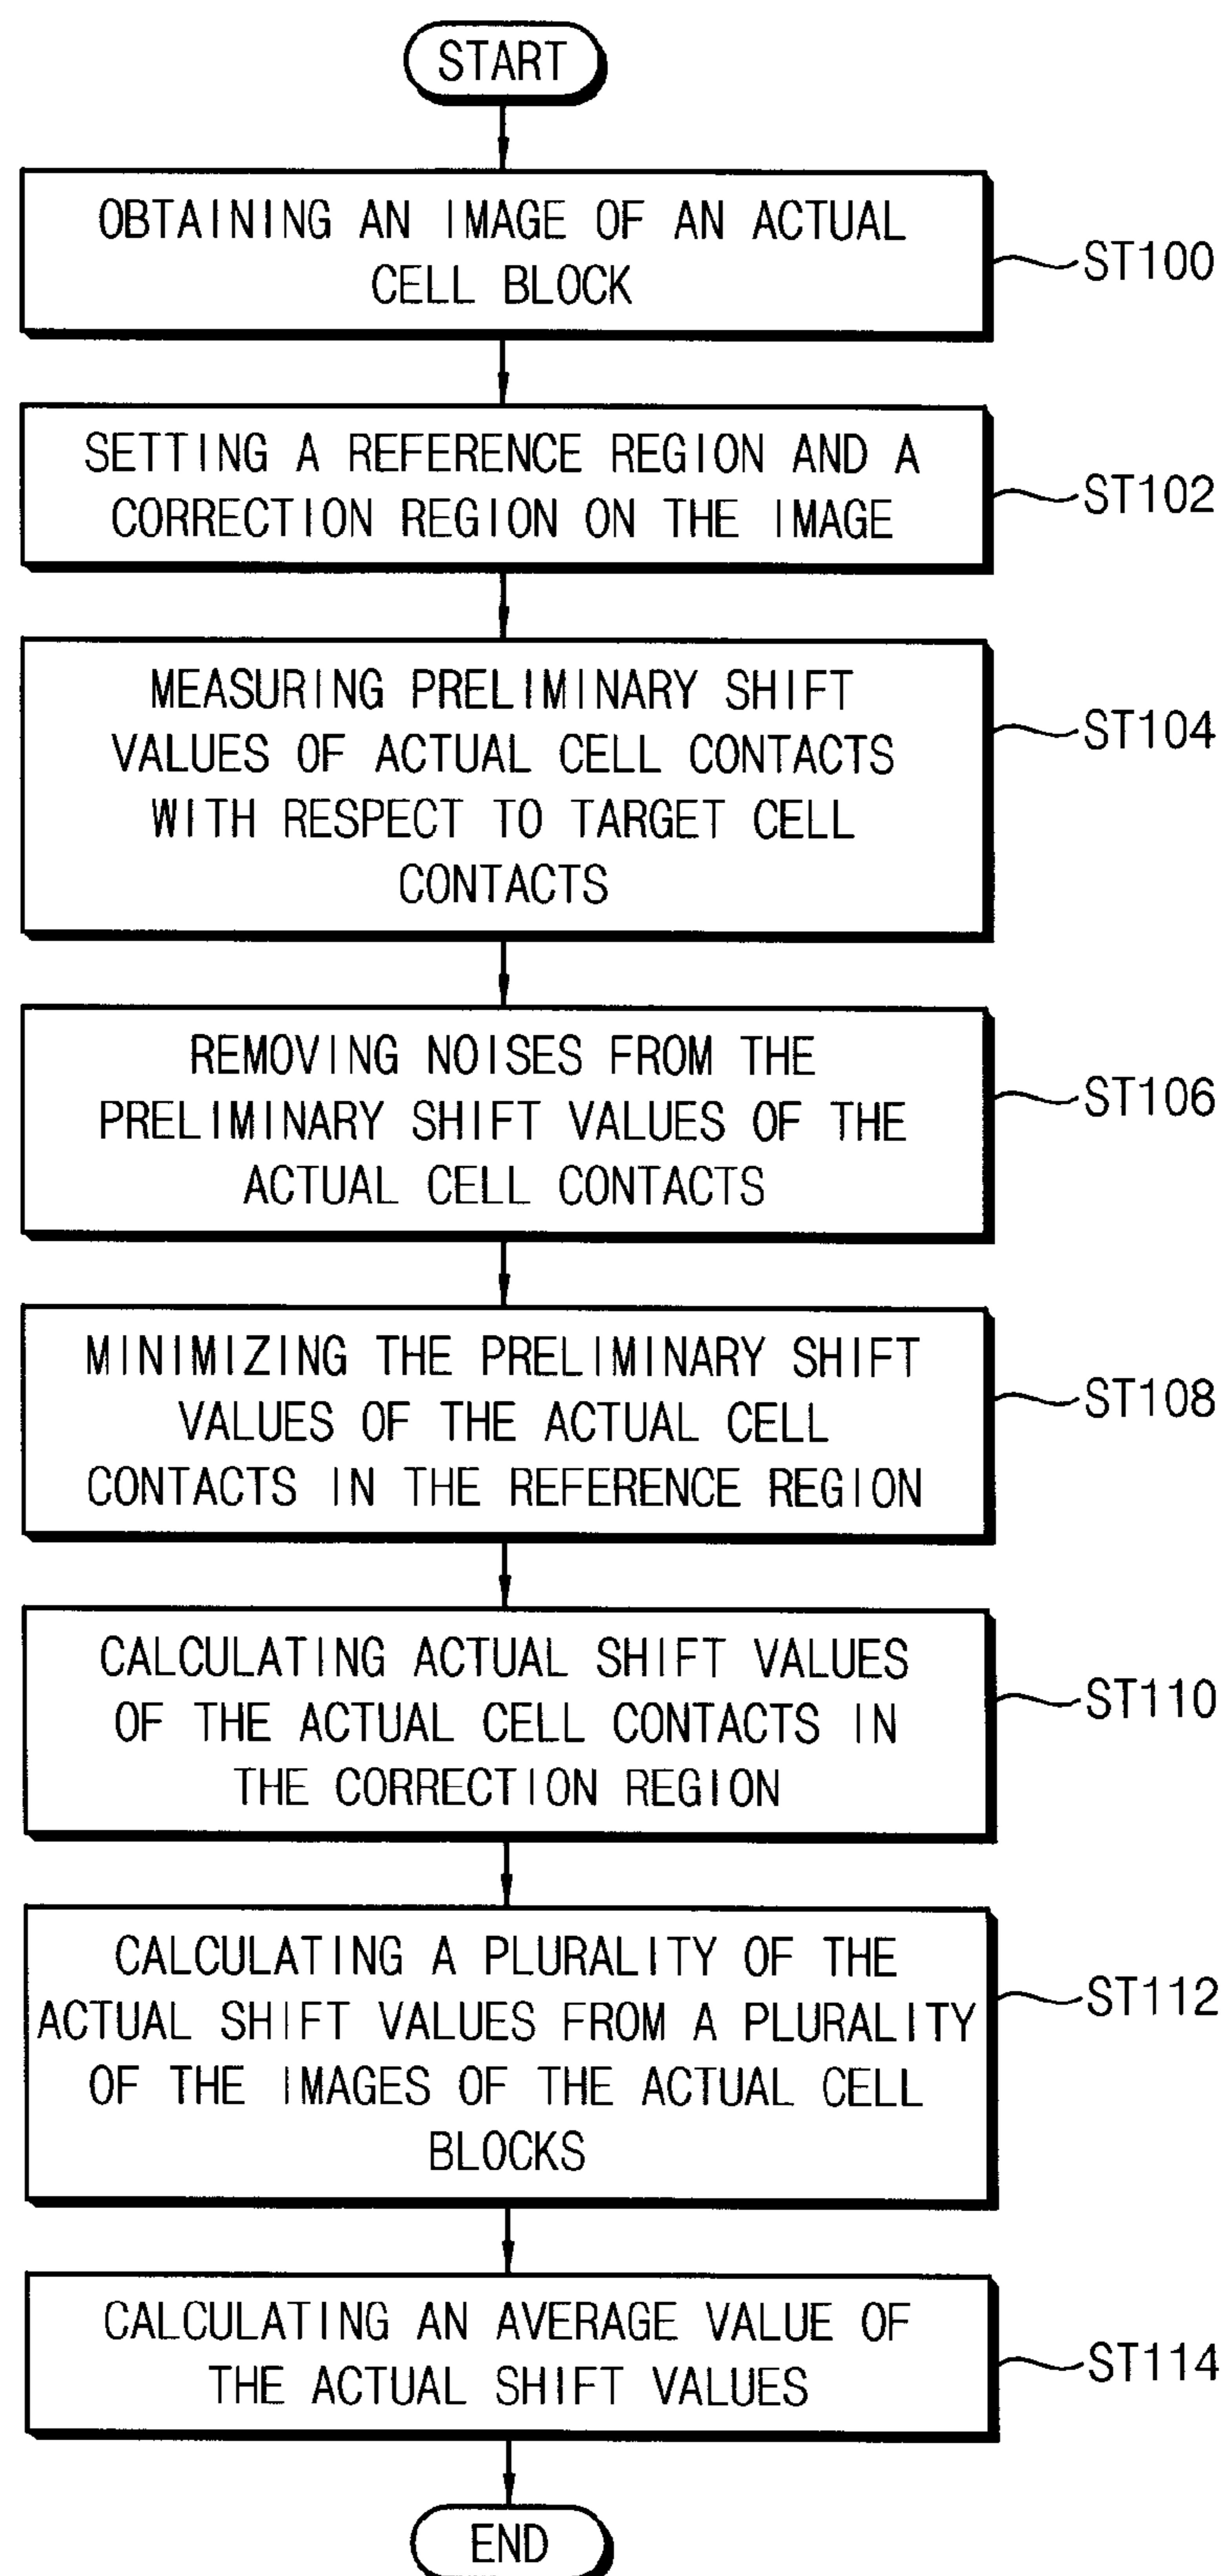 START
OBTAINING AN IMAGE OF AN ACTUAL
CELL BLOCK
ST100
SETTING A REFERENCE REGION AND A
CORRECTION REGION ON THE IMAGE
ST102
MEASURING PRELIMINARY SHIFT
VALUES OF ACTUAL CELL CONTACTS
WITH RESPECT TO TARGET CELL
CONTACTS
ST104
REMOVING NOISES FROM THE
PRELIMINARY SHIFT VALUES OF THE
ACTUAL CELL CONTACTS
ST106
MINIMIZING THE PRELIMINARY SHIFT
VALUES OF THE ACTUAL CELL
CONTACTS IN THE REFERENCE REGION
ST108
CALCULATING ACTUAL SHIFT VALUES
OF THE ACTUAL CELL CONTACTS IN
THE CORRECTION REGION
ST110
CALCULATING A PLURALITY OF THE
ACTUAL SHIFT VALUES FROM A PLURALITY
OF THE IMAGES OF THE ACTUAL CELL
BLOCKS
ST112
CALCULATING AN AVERAGE VALUE OF
THE ACTUAL SHIFT VALUES
ST114
END